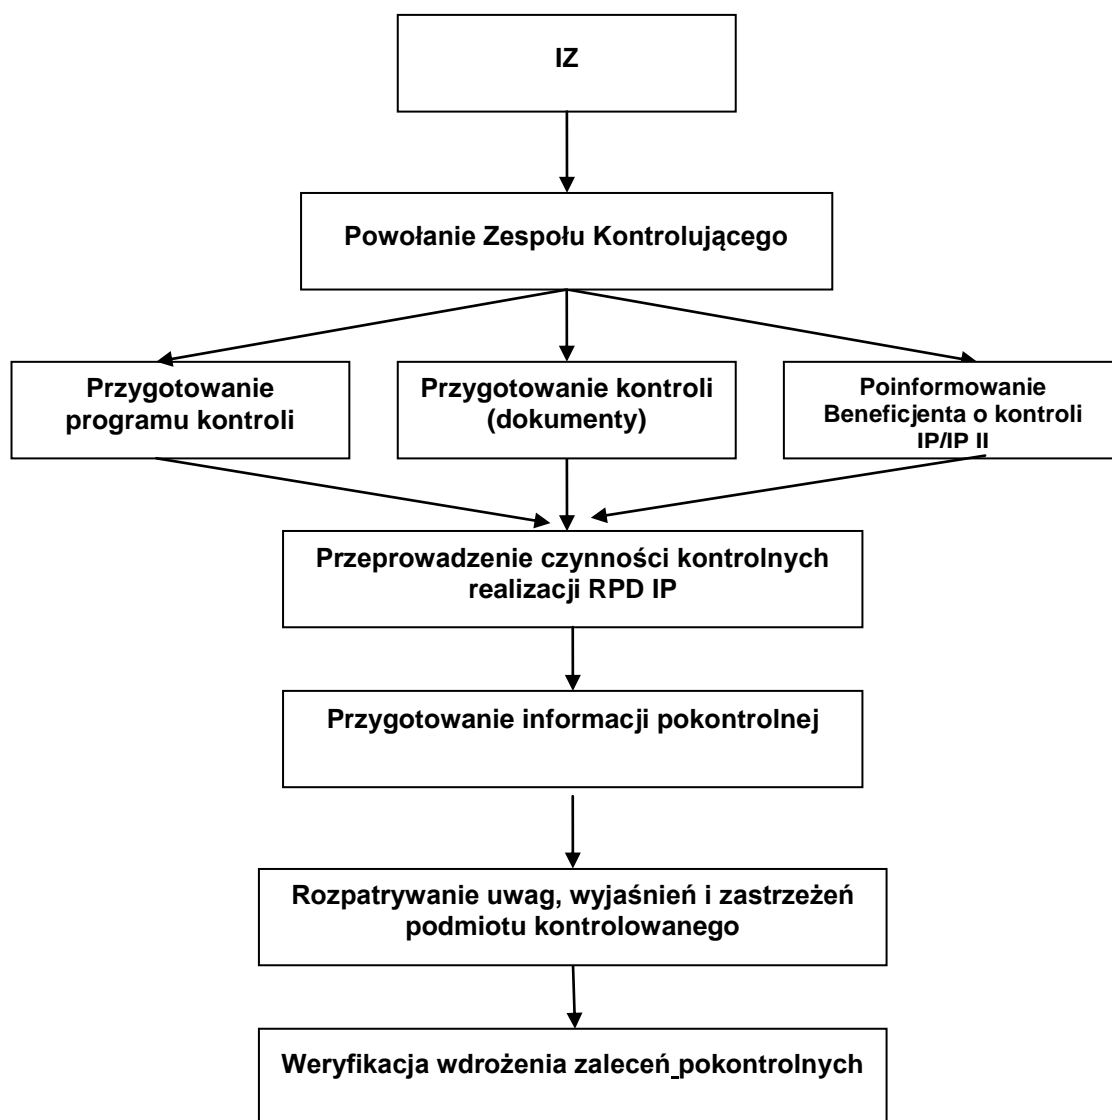 IZ
Powołanie Zespołu Kontrolującego
Przygotowanie
programu kontroli
Przygotowanie kontroli
(dokumenty)
Poinformowanie
Beneficjenta o kontroli
IP/IP II
Przeprowadzenie czynności kontrolnych
realizacji RPD IP
Przygotowanie informacji pokontrolnej
Rozpatrywanie uwag, wyjaśnień i zastrzeżeń
podmiotu kontrolowanego
Weryfikacja wdrożenia zaleceń pokontrolnych